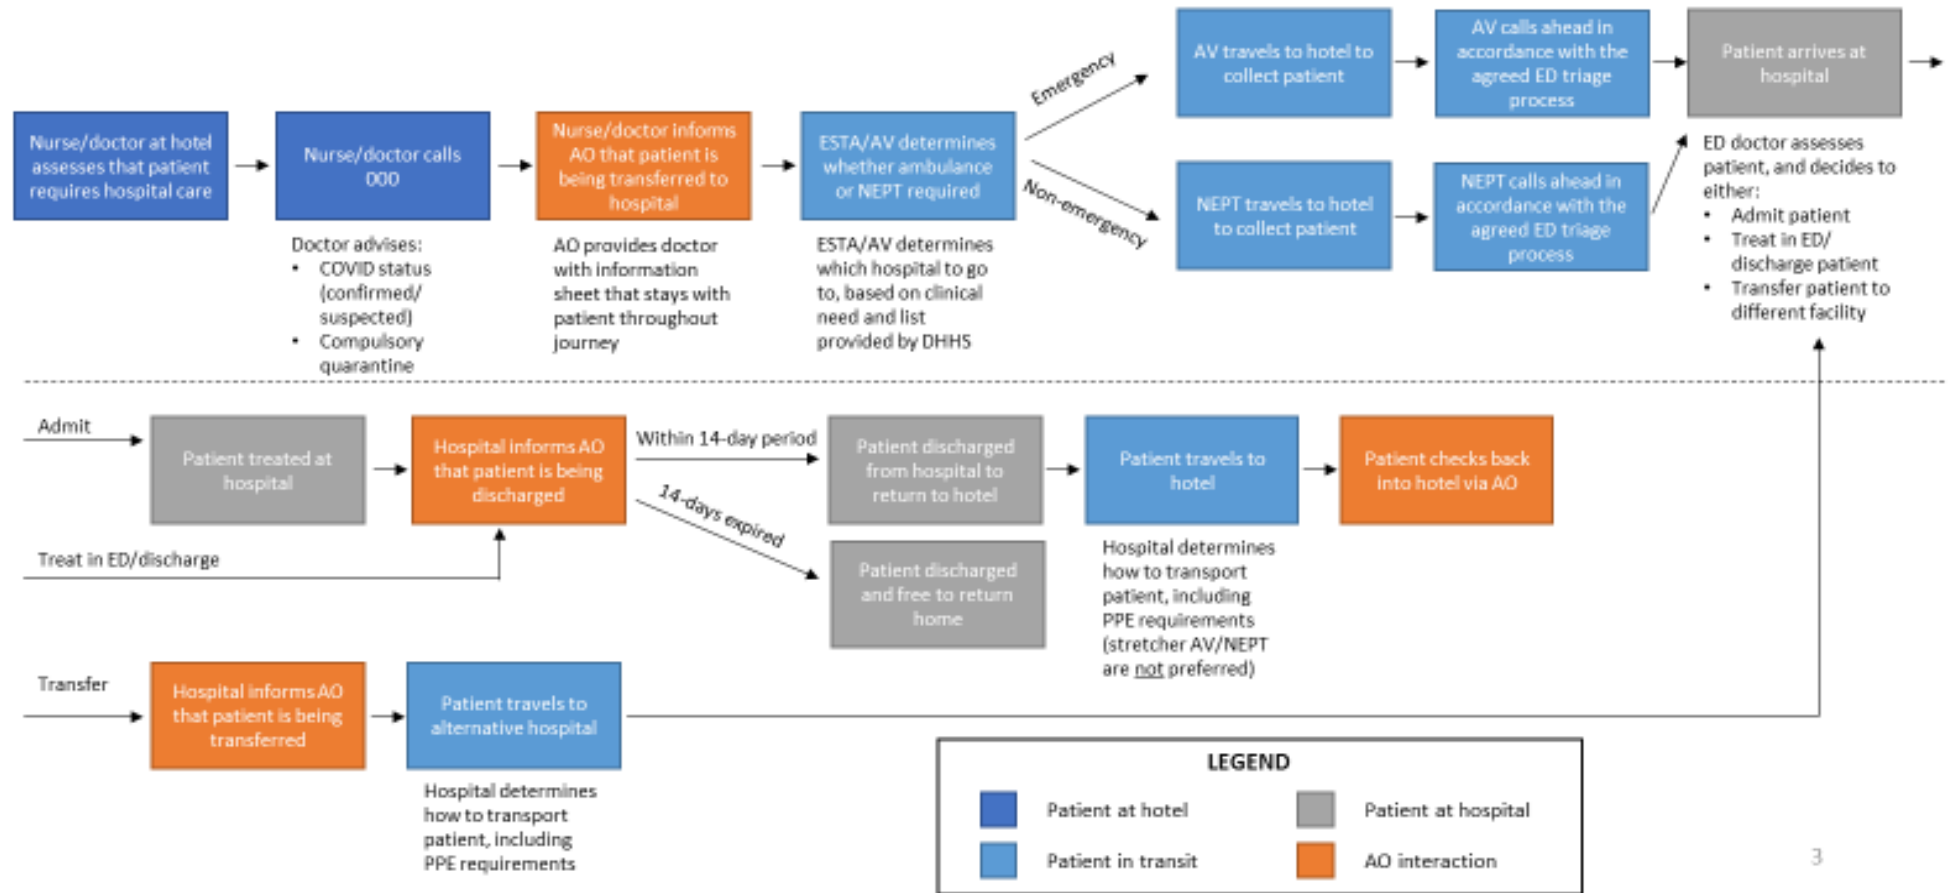 Nurse/doctor at hotel
assesses that patient
requires hospital care
Nurse/doctor calls
000
Doctor advises:
• COVID status
(confirmed/
suspected)
• Compulsory
quarantine
Nurse/doctor informs
AO that patient is
being transferred to
hospital
AO provides doctor
with information
sheet that stays with
patient throughout
journey
ESTA/AV determines
whether ambulance
or NEPT required
ESTA/AV determines
which hospital to go
to, based on clinical
need and list
provided by DHHS
Emergency
AV travels to hotel to
collect patient
AV calls ahead in
accordance with the
agreed ED triage
process
Non-emergency
NEPT travels to hotel
to collect patient
NEPT calls ahead in
accordance with the
agreed ED triage
process
Patient arrives at
hospital
ED doctor assesses
patient, and decides to
either:
• Admit patient
• Treat in ED/
discharge patient
• Transfer patient to
different facility
Admit
Patient treated at
hospital
Treat in ED/discharge
Hospital informs AO
that patient is being
discharged
Within 14-day period
Patient discharged
from hospital to
return to hotel
Patient travels to
hotel
Hospital determines
how to transport
patient, including
PPE requirements
(stretcher AV/NEPT
are not preferred)
Patient checks back
into hotel via AO
14-days expired
Patient discharged
and free to return
home
Transfer
Hospital informs AO
that patient is being
transferred
Patient travels to
alternative hospital
Hospital determines
how to transport
patient, including
PPE requirements
LEGEND
Patient at hotel
Patient at hospital
Patient in transit
AO interaction
3